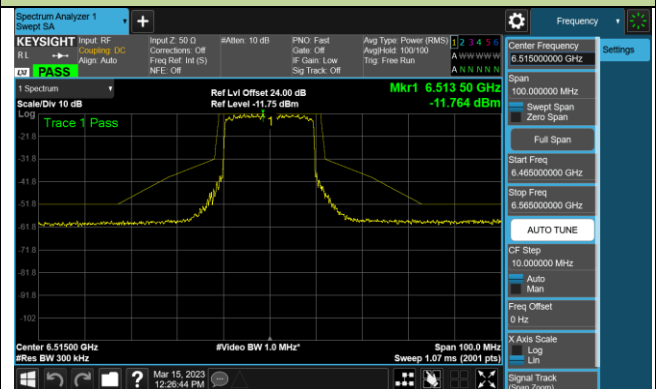 Spectrum Analyzer 1
Swept SA
Frequency
KEYSIGHT
R L
LXI
PASS
Input: RF
Coupling: DC
Align: Auto
Input Z: 50 Ω
Corrections: Off
Freq Ref: Int (S)
NFE: Off
#Atten: 10 dB
PNO: Fast
Gate: Off
IF Gain: Low
Sig Track: Off
Avg Type: Power (RMS)
Avg|Hold: 100/100
Trig: Free Run
1 2 3 4 5 6
A W W W W W
A N N N N N
1 Spectrum
Scale/Div 10 dB
Ref Lvl Offset 24.00 dB
Ref Level -11.75 dBm
Mkr1 6.513 50 GHz
-11.764 dBm
Log
Trace 1 Pass
1
-21.8
-31.8
-41.8
-51.8
-61.8
-71.8
-81.8
-91.8
-102
Center 6.51500 GHz
#Res BW 300 kHz
#Video BW 1.0 MHz*
Span 100.0 MHz
Sweep 1.07 ms (2001 pts)
Mar 15, 2023
12:26:44 PM
Center Frequency
6.515000000 GHz
Settings
Span
100.000000 MHz
Swept Span
Zero Span
Full Span
Start Freq
6.465000000 GHz
Stop Freq
6.565000000 GHz
AUTO TUNE
CF Step
10.000000 MHz
Auto
Man
Freq Offset
0 Hz
X Axis Scale
Log
Lin
Signal Track
(Span Zoom)